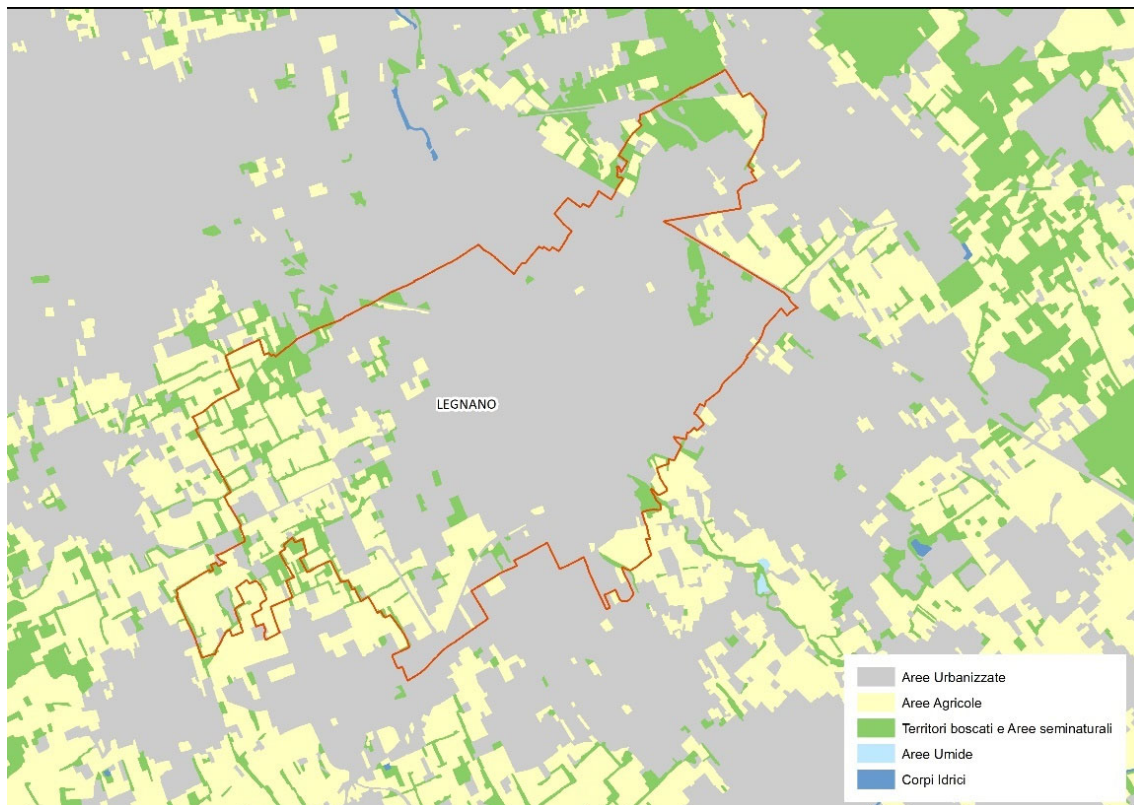 LEGNANO
Aree Urbanizzate
Aree Agricole
Territori boscati e Aree seminaturali
Aree Umide
Corpi Idrici